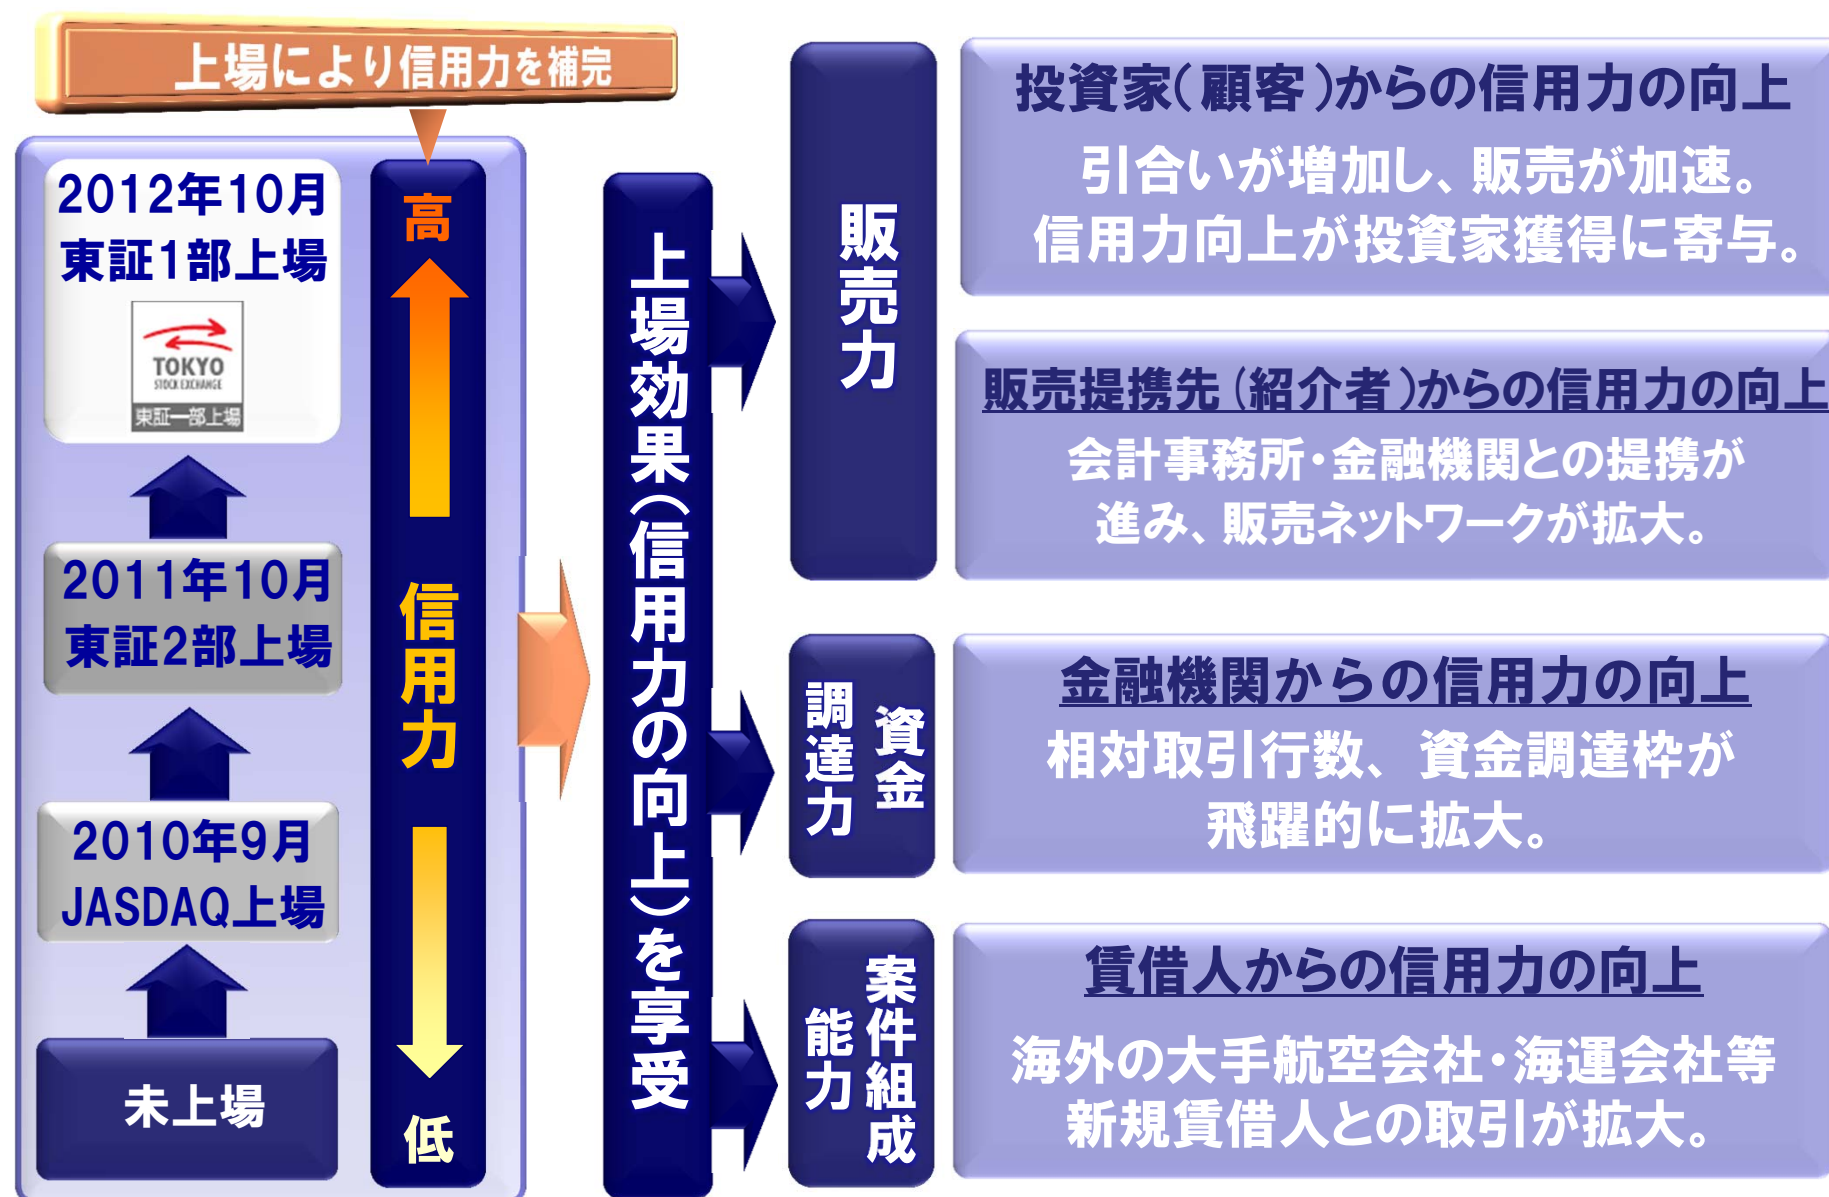 上場により信用力を補完
2012年10月
東証1部上場
TOKYO
STOCK EXCHANGE
東証一部上場
2011年10月
東証2部上場
2010年9月
JASDAQ上場
未上場
高
信用力
低
上場効果(信用力の向上)を享受
販売力
投資家(顧客)からの信用力の向上
引合いが増加し、販売が加速。
信用力向上が投資家獲得に寄与。
販売提携先(紹介者)からの信用力の向上
会計事務所・金融機関との提携が
進み、販売ネットワークが拡大。
資金
調達力
金融機関からの信用力の向上
相対取引行数、資金調達枠が
飛躍的に拡大。
案件組成
能力
賃借人からの信用力の向上
海外の大手航空会社・海運会社等
新規賃借人との取引が拡大。